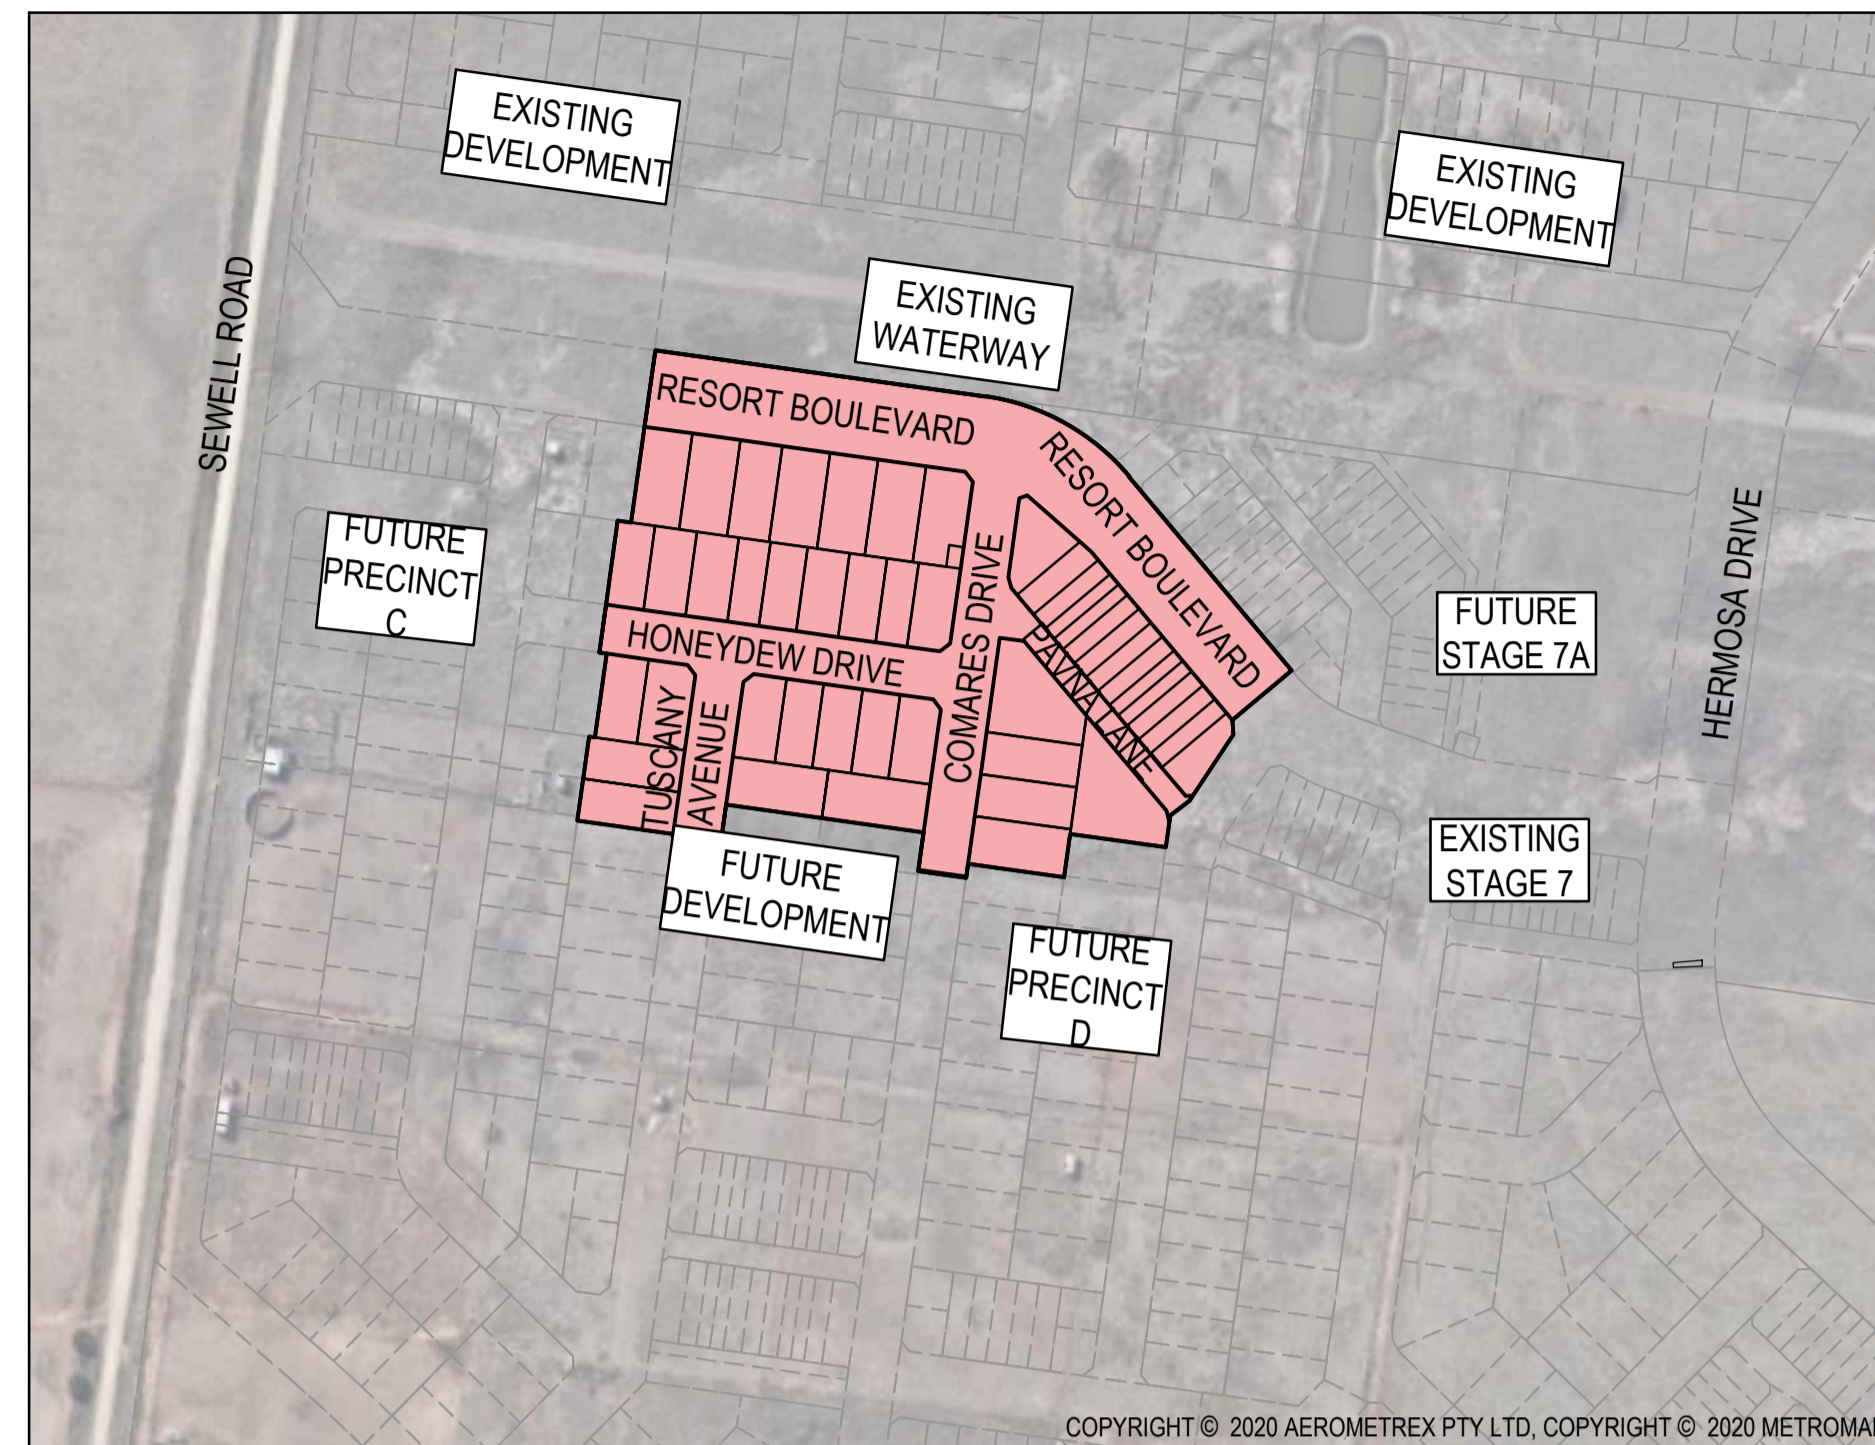 EXISTING
DEVELOPMENT
EXISTING
DEVELOPMENT
EXISTING
WATERWAY
SEWELL ROAD
RESORT BOULEVARD
RESORT BOULEVARD
FUTURE
PRECINCT
C
COMARES DRIVE
HERMOSA DRIVE
FUTURE
STAGE 7A
HONEYDEW DRIVE
PAVNA LANE
TUSCANY
AVENUE
FUTURE
DEVELOPMENT
EXISTING
STAGE 7
FUTURE
PRECINCT
D
COPYRIGHT © 2020 AEROMETREX PTY LTD, COPYRIGHT © 2020